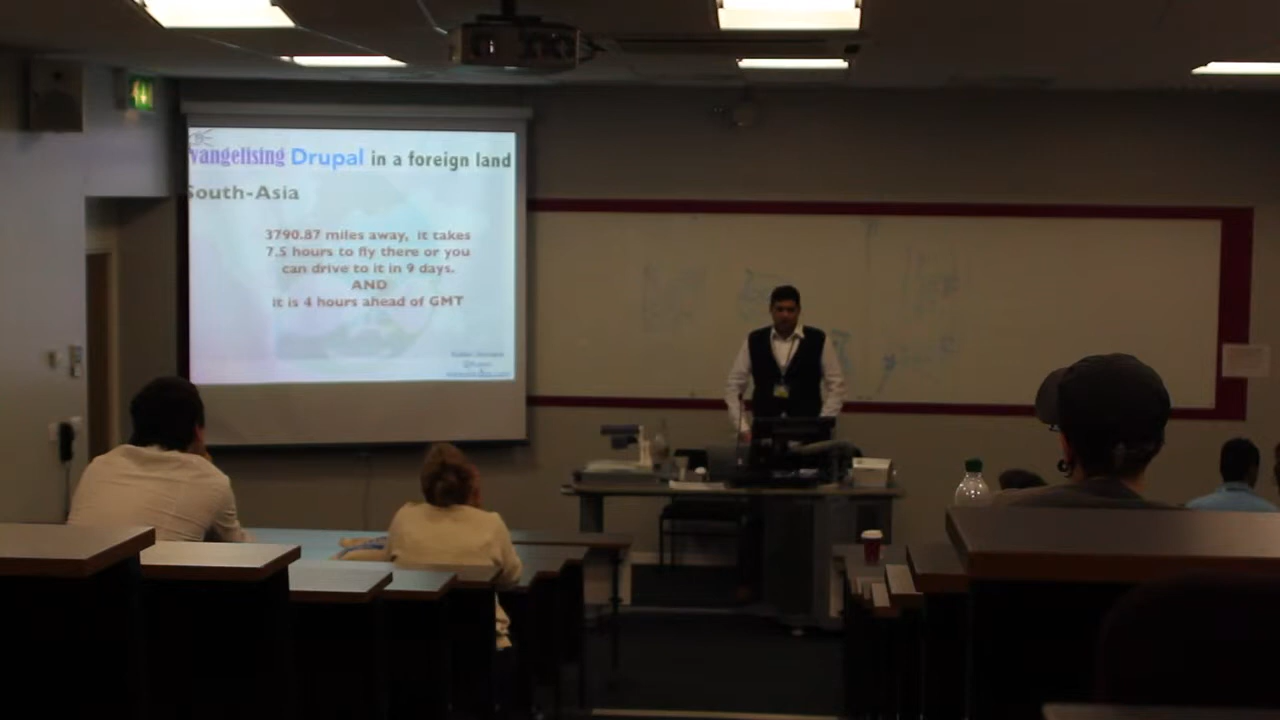 vangelising Drupal in a foreign land
South-Asia
3790.87 miles away, it takes
7.5 hours to fly there or you
can drive to it in 9 days.
AND
it is 4 hours ahead of GMT